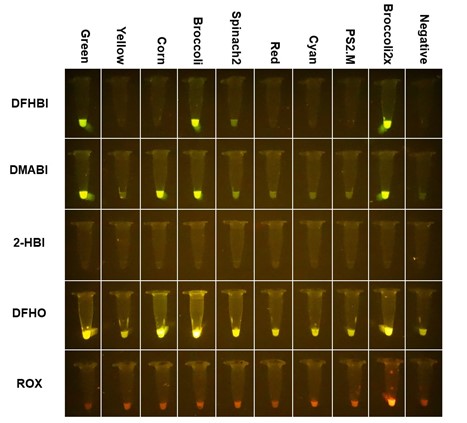 Green Yellow Corn Broccoli Spinach2 Red Cyan PS2.M Broccoli2x Negative
DFHBI
DMABI
2-HBI
DFHO
ROX